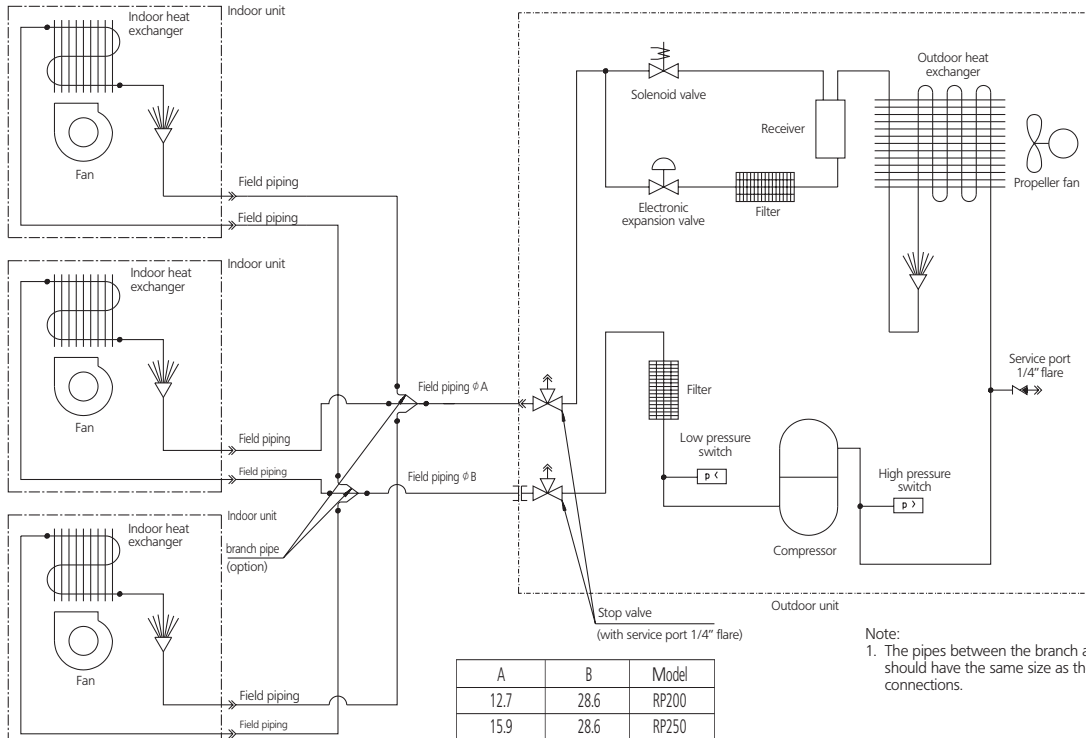 Indoor unit
Indoor heat
exchanger
Fan
Field piping
Field piping
Indoor unit
Indoor heat
exchanger
Fan
Field piping
Field piping
Indoor unit
Indoor heat
exchanger
Fan
Field piping
Field piping
branch pipe
(option)
Field piping ϕA
Field piping ϕB
Solenoid valve
Receiver
Outdoor heat
exchanger
Propeller fan
Electronic
expansion valve
Filter
Filter
Low pressure
switch
p <
Compressor
High pressure
switch
p >
Service port
1/4" flare
Stop valve
(with service port 1/4" flare)
Outdoor unit
A B Model
12.7 28.6 RP200
15.9 28.6 RP250
Note:
1. The pipes between the branch a
should have the same size as th
connections.